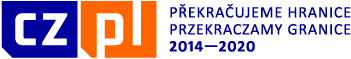 cz pl
PŘEKRAČUJEME HRANICE
PRZEKRACZAMY GRANICE
2014—2020